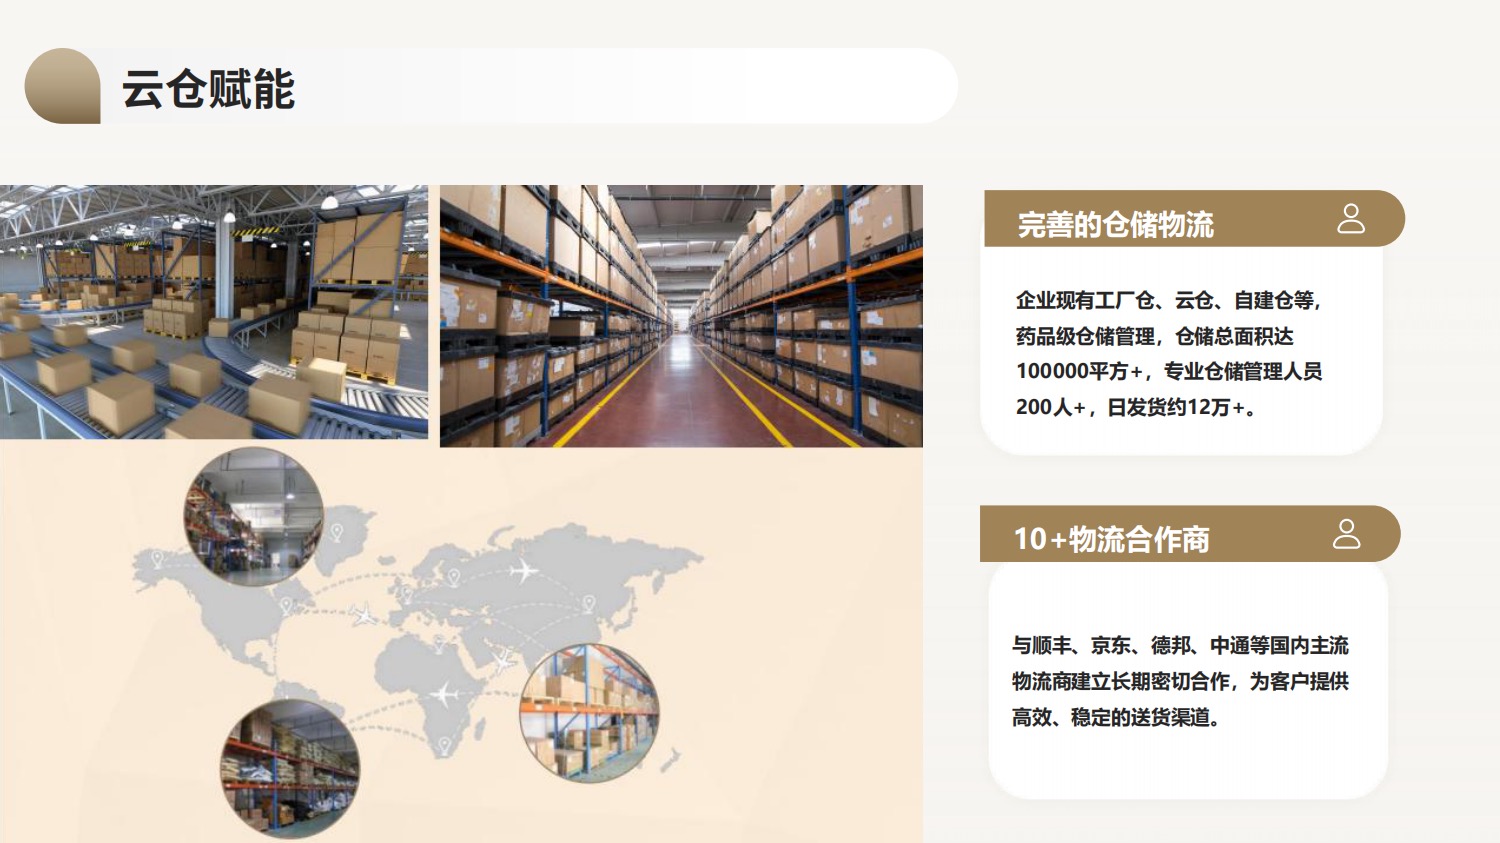 云仓赋能
完善的仓储物流
企业现有工厂仓、云仓、自建仓等，
药品级仓储管理，仓储总面积达
100000平方+，专业仓储管理人员
200人+，日发货约12万+。
10+物流合作商
与顺丰、京东、德邦、中通等国内主流
物流商建立长期密切合作，为客户提供
高效、稳定的送货渠道。